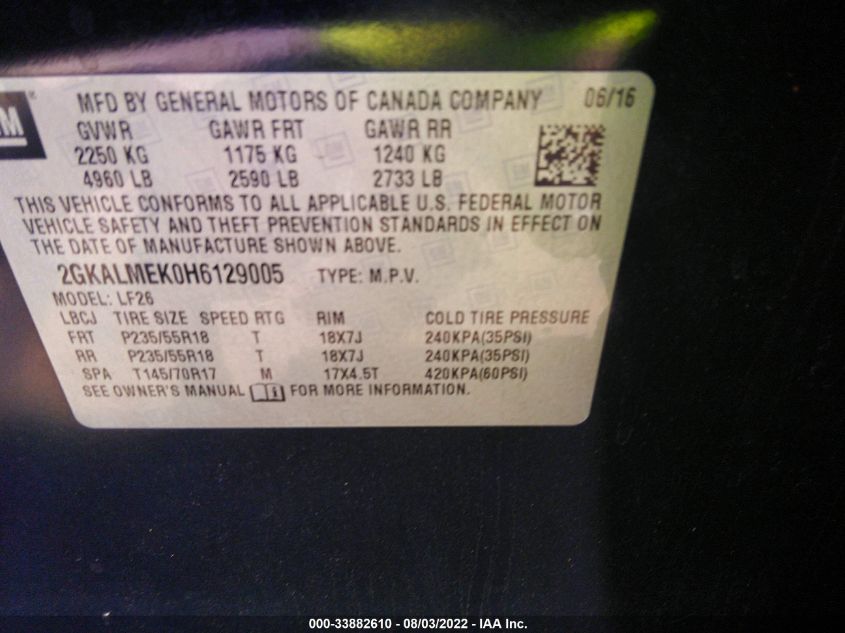 GM®
MFD BY GENERAL MOTORS OF CANADA COMPANY 06/16
GVWR GAWR FRT GAWR RR
2250 KG 1175 KG 1240 KG
4960 LB 2590 LB 2733 LB
THIS VEHICLE CONFORMS TO ALL APPLICABLE U.S. FEDERAL MOTOR
VEHICLE SAFETY AND THEFT PREVENTION STANDARDS IN EFFECT ON
THE DATE OF MANUFACTURE SHOWN ABOVE.
2GKALMEK0H6129005 TYPE: M.P.V.
MODEL: LF26
LBCJ TIRE SIZE SPEED RTG RIM COLD TIRE PRESSURE
FRT P235/55R18 T 18X7J 240KPA(35PSI)
RR P235/55R18 T 18X7J 240KPA(35PSI)
SPA T145/70R17 M 17X4.5T 420KPA(60PSI)
SEE OWNER'S MANUAL FOR MORE INFORMATION.
000-33882610 - 08/03/2022 - IAA Inc.